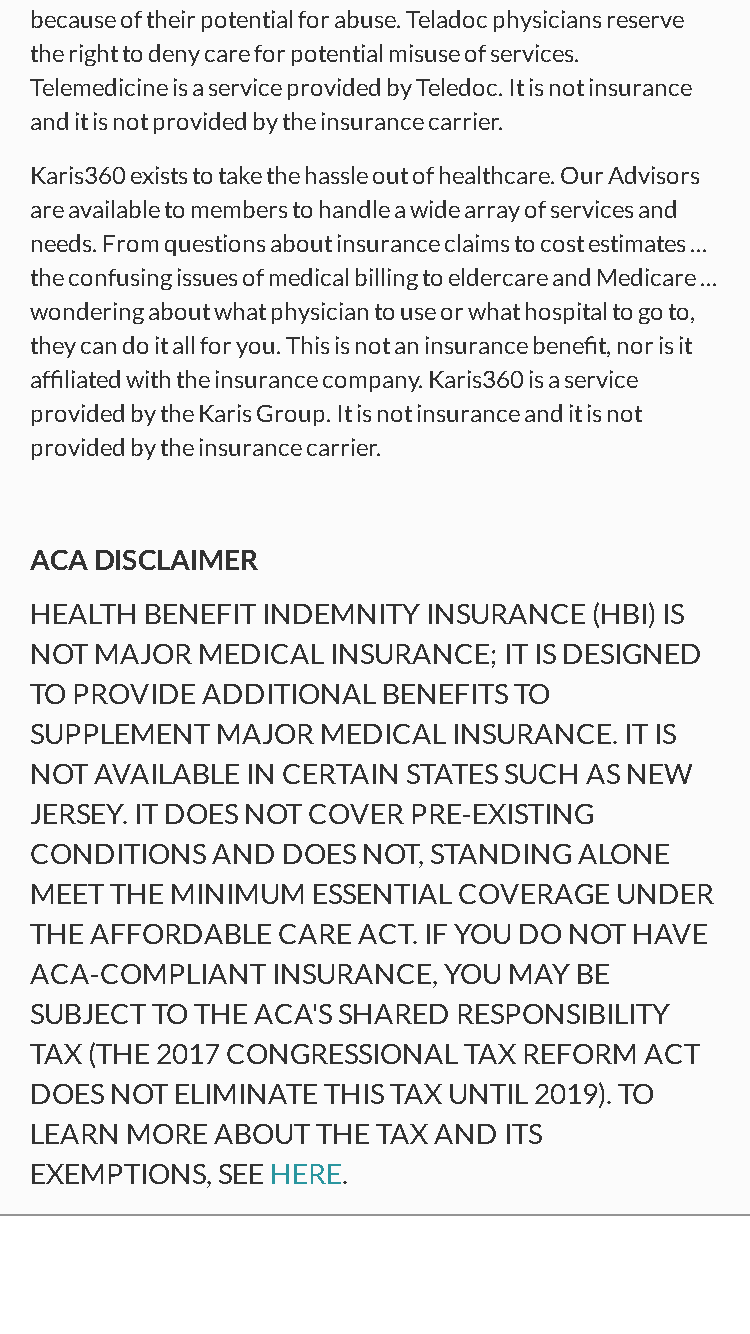 because of their potential for abuse. Teladoc physicians reserve
the right to deny care for potential misuse of services.
Telemedicine is a service provided by Teledoc. It is not insurance
and it is not provided by the insurance carrier.
Karis360 exists to take the hassle out of healthcare. Our Advisors
are available to members to handle a wide array of services and
needs. From questions about insurance claims to cost estimates ...
the confusing issues of medical billing to eldercare and Medicare ...
wondering about what physician to use or what hospital to go to,
they can do it all for you. This is not an insurance benefit, nor is it
affiliated with the insurance company. Karis360 is a service
provided by the Karis Group. It is not insurance and it is not
provided by the insurance carrier.
ACA DISCLAIMER
HEALTH BENEFIT INDEMNITY INSURANCE (HBI) IS
NOT MAJOR MEDICAL INSURANCE; IT IS DESIGNED
TO PROVIDE ADDITIONAL BENEFITS TO
SUPPLEMENT MAJOR MEDICAL INSURANCE. IT IS
NOT AVAILABLE IN CERTAIN STATES SUCH AS NEW
JERSEY. IT DOES NOT COVER PRE-EXISTING
CONDITIONS AND DOES NOT, STANDING ALONE
MEET THE MINIMUM ESSENTIAL COVERAGE UNDER
THE AFFORDABLE CARE ACT. IF YOU DO NOT HAVE
ACA-COMPLIANT INSURANCE, YOU MAY BE
SUBJECT TO THE ACA'S SHARED RESPONSIBILITY
TAX (THE 2017 CONGRESSIONAL TAX REFORM ACT
DOES NOT ELIMINATE THIS TAX UNTIL 2019). TO
LEARN MORE ABOUT THE TAX AND ITS
EXEMPTIONS, SEE HERE.